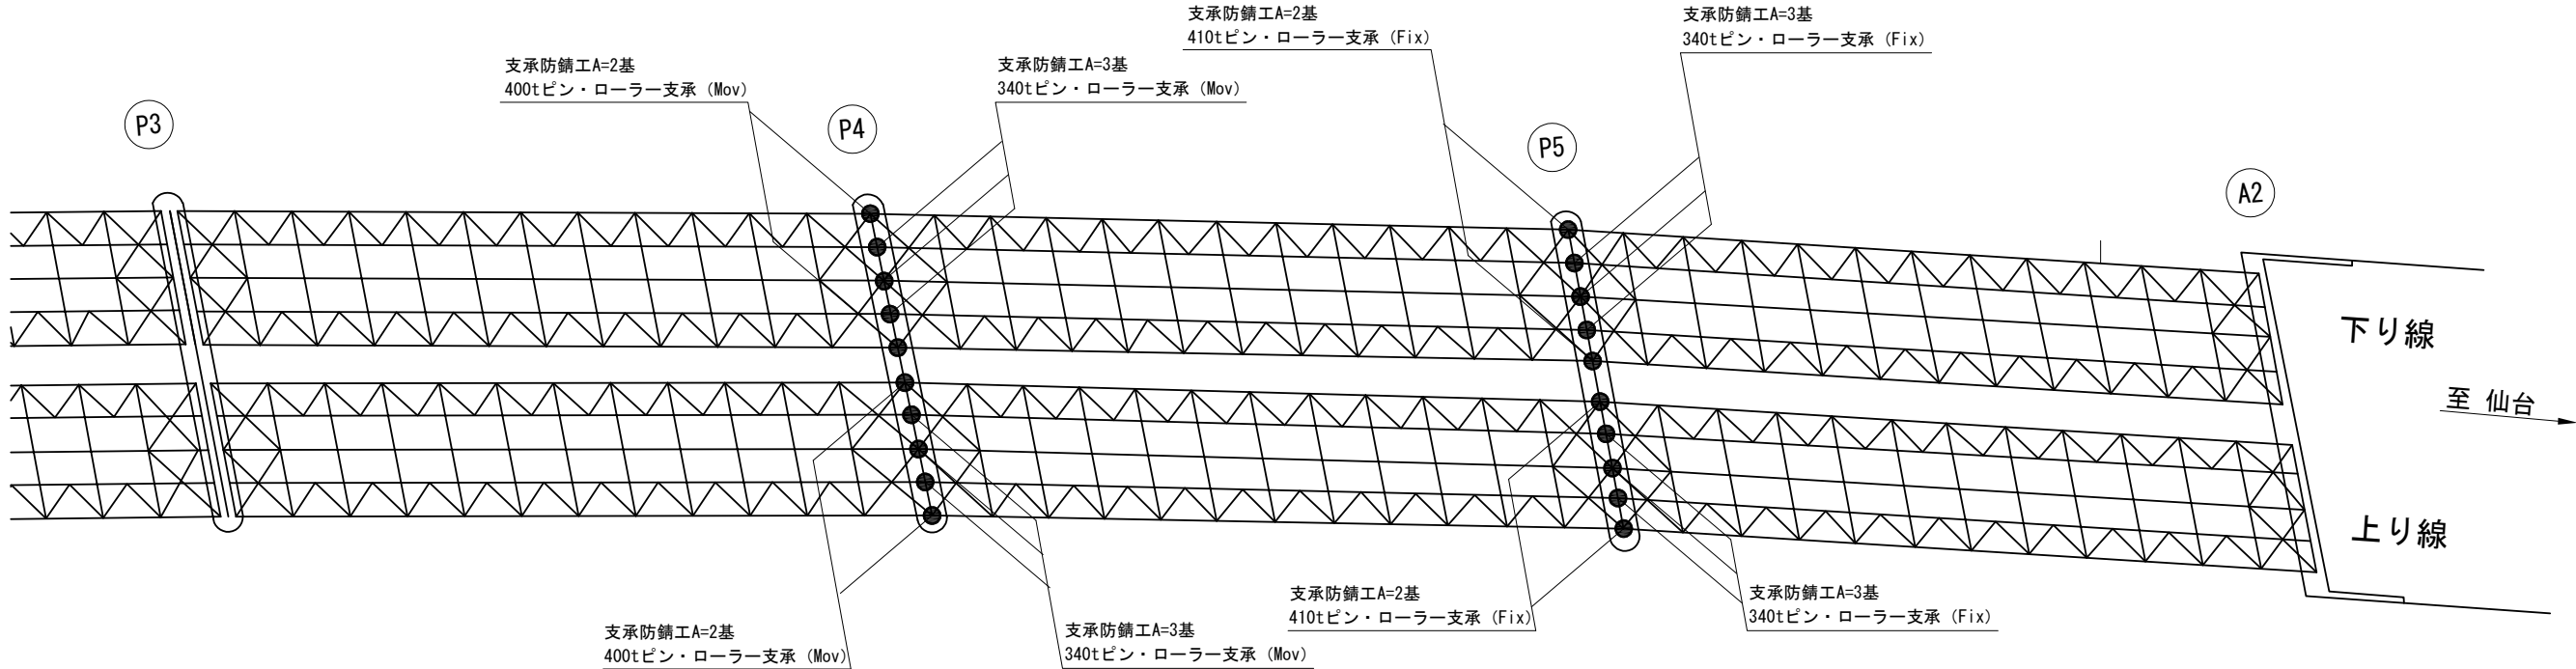 支承防錆工A=2基
410tピン・ローラー支承（Fix）
支承防錆工A=3基
340tピン・ローラー支承（Fix）
支承防錆工A=2基
400tピン・ローラー支承（Mov）
支承防錆工A=3基
340tピン・ローラー支承（Mov）
P3
P4
P5
A2
下り線
至 仙台
上り線
支承防錆工A=2基
410tピン・ローラー支承（Fix）
支承防錆工A=3基
340tピン・ローラー支承（Fix）
支承防錆工A=2基
400tピン・ローラー支承（Mov）
支承防錆工A=3基
340tピン・ローラー支承（Mov）